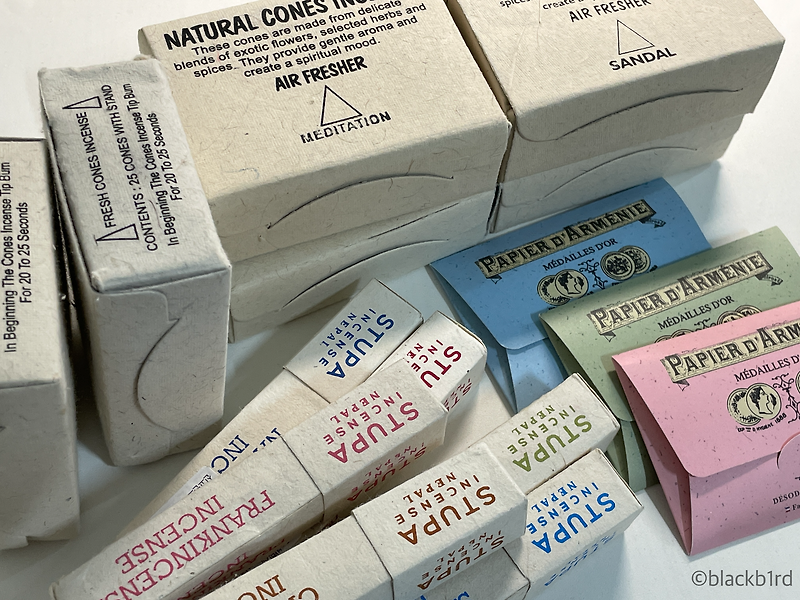 NATURAL CONES
These cones are made from delicate
blends of exotic flowers, selected herbs and
spices. They provide gentle aroma and
create a spiritual mood.
AIR FRESHER
MEDITATION
AIR FRESHER
SANDAL
FRESH CONES INCENSE
CONTENTS : 25 CONES WITH STAND
In Beginning The Cones Incense Tip Burn
For 20 To 25 Seconds
In Beginning The Cones Incense Tip Burn
For 20 To 25 Seconds
PAPIER D'ARMÉNIE
MÉDAILLES D'OR
PAPIER D'ARMÉNIE
MÉDAILLES D'OR
PAPIER D'ARM
MÉDAILLES D'O
STUPA
INCENSE
NEPAL
STU
INCENSE
NEPAL
STUPA
INCENSE
NEPAL
STUPA
INCENSE
NEPAL
STUPA
INCENSE
NEPAL
STUPA
INCENSE
NEPAL
FRANKINCENSE
INCENSE
©blackb1rd